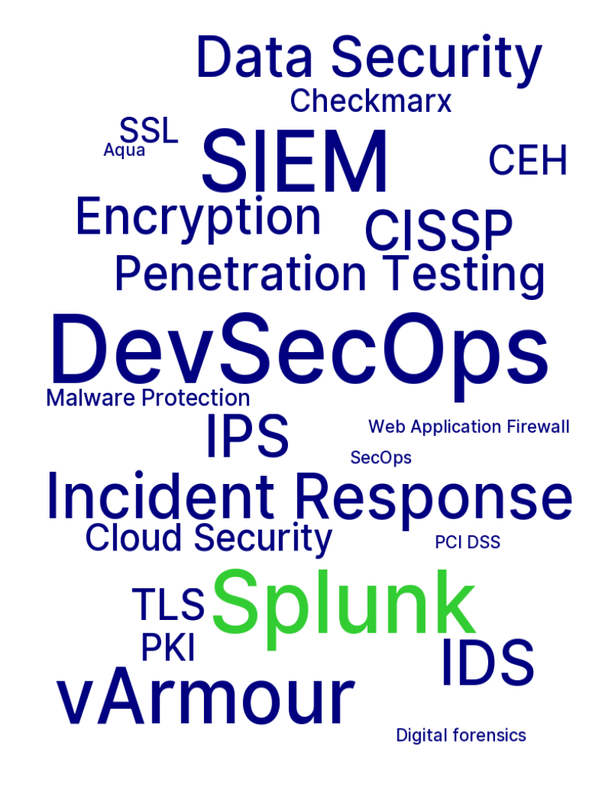 Data Security
Checkmarx
SSL
Aqua
SIEM
CEH
Encryption
CISSP
Penetration Testing
DevSecOps
Malware Protection
IPS
Web Application Firewall
SecOps
Incident Response
Cloud Security
PCI DSS
TLS
Splunk
PKI
IDS
vArmour
Digital forensics